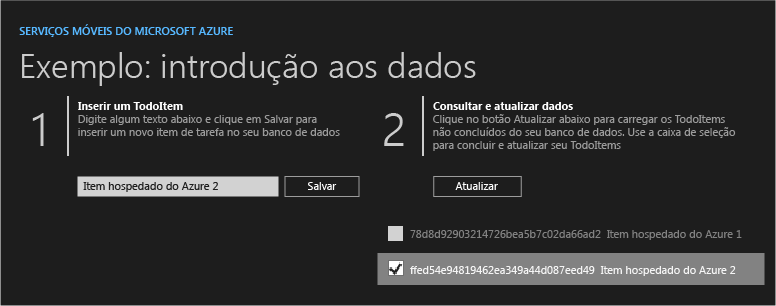 SERVIÇOS MÓVEIS DO MICROSOFT AZURE
Exemplo: introdução aos dados
1
Inserir um TodoItem
Digite algum texto abaixo e clique em Salvar para
inserir um novo item de tarefa no seu banco de dados
Item hospedado do Azure 2
Salvar
2
Consultar e atualizar dados
Clique no botão Atualizar abaixo para carregar os TodoItems
não concluídos do seu banco de dados. Use a caixa de seleção
para concluir e atualizar seu TodoItems
Atualizar
78d8d92903214726bea5b7c02da66ad2 Item hospedado do Azure 1
ffed54e94819462ea349a44d087eed49 Item hospedado do Azure 2